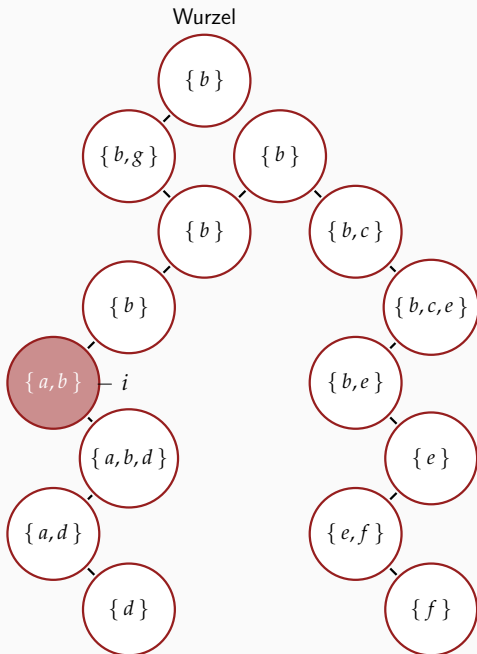 Wurzel
{ b }
{ b, g } { b }
{ b } { b, c }
{ b } { b, c, e }
{ a, b } – i { b, e }
{ a, b, d } { e }
{ a, d } { e, f }
{ d } { f }